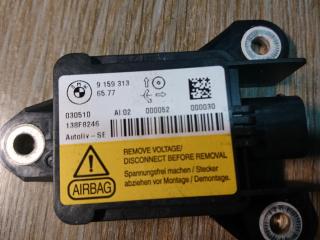 BMW
9 159 313
65.77
030510
AI 02
000052
000030
138F8246
Autoliv-SE
REMOVE VOLTAGE/
DISCONNECT BEFORE REMOVAL
Spannungsfrei machen / Stecker
abziehen vor Montage / Demontage.
AIRBAG